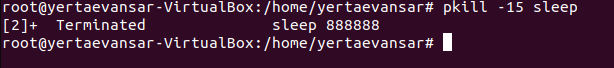 root@yertaevansar-VirtualBox:/home/yertaevansar# pkill -15 sleep
[2]+  Terminated              sleep 888888
root@yertaevansar-VirtualBox:/home/yertaevansar#